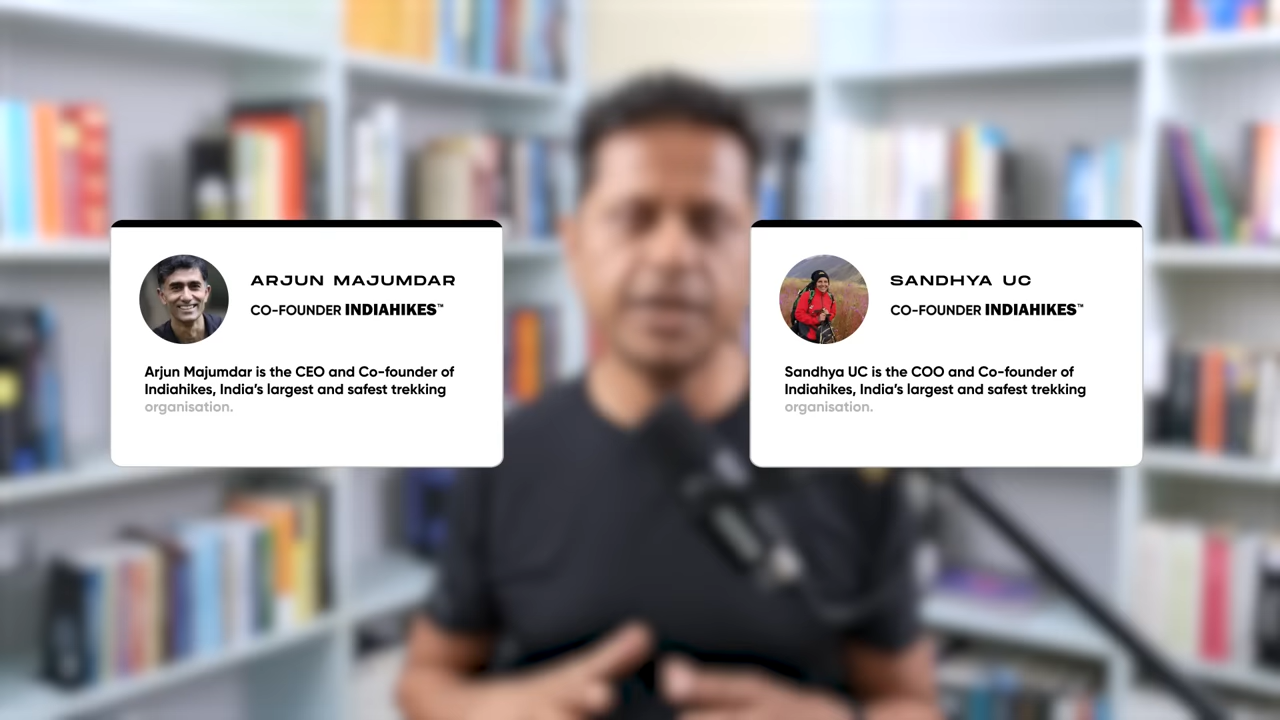 ARJUN MAJUMDAR
CO-FOUNDER INDIAHIKES™
Arjun Majumdar is the CEO and Co-founder of
Indiahikes, India’s largest and safest trekking
organisation.
SANDHYA UC
CO-FOUNDER INDIAHIKES™
Sandhya UC is the COO and Co-founder of
Indiahikes, India’s largest and safest trekking
organisation.